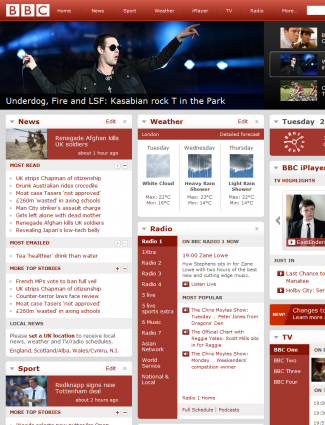 BBC
Home News Sport Weather iPlayer TV Radio More...
Underdog, Fire and LSF: Kasabian rock T in the Park
News Edit
Renegade Afghan kills
UK soldiers
about 1 hour ago
MOST READ
UK strips Chapman of citizenship
Drunk Australian rides crocodile
Moat case Tasers 'not approved'
£260m 'wasted' in axing schools
Man City striker's assault charge
Girls left alone with dead mother
Renegade Afghan kills UK soldiers
Revealing Japan's low-tech belly
MOST EMAILED
Tea 'healthier' drink than water
MORE TOP STORIES
French MPs vote to ban full veil
UK strips Chapman of citizenship
Counter-terror laws face review
Moat case Tasers 'not approved'
£260m 'wasted' in axing schools
LOCAL NEWS
Please set a UK location to receive local
news, weather and TV/radio schedules.
England, Scotland/Alba, Wales/Cymru, N.I.
Sport Edit
Redknapp signs new
Tottenham deal
about 2 hours ago
MORE TOP STORIES
Weather Edit
London Detailed forecast
Tuesday Wednesday Thursday
White Cloud
Heavy Rain
Shower
Light Rain
Shower
Max: 22°C
Min: 16°C
Max: 22°C
Min: 14°C
Max: 22°C
Min: 14°C
Radio
Radio 1
1Xtra
Radio 2
Radio 3
Radio 4
5 live
5 live
sports extra
6 Music
Radio 7
Asian
Network
World
Service
National &
Local
ON BBC RADIO 1 NOW
19:00 Zane Lowe
How Stephens sits in for Zane
Lowe with two hours of the best
new and cutting edge music.
Listen Live
MOST POPULAR
The Chris Moyles Show:
Tuesday .. Peter Jones from
Dragons' Den
The Official Chart with
Reggie Yates: Scott Mills sits
in for Reggie
The Chris Moyles Show:
Monday .. Weekenders'
confession winner
Radio 1 Home
Full Schedule | Podcasts
Tuesday
BBC iPlayer
TV HIGHLIGHTS
EastEnders
JUST IN
Last Chance to
Manatee
Holby City: Ser
NEW! Changes to
Learn more
TV
BBC One
BBC Two
BBC Three
BBC Four